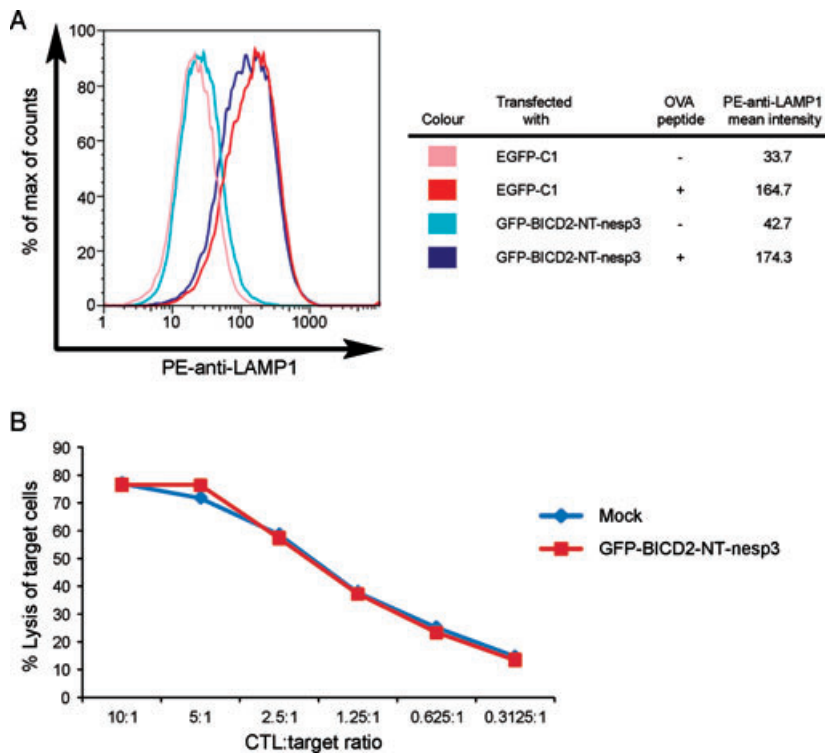 A
% of max of counts
100
80
60
40
20
0
1 10 100 1000
PE-anti-LAMP1
Colour Transfected with OVA peptide PE-anti-LAMP1 mean intensity
EGFP-C1 - 33.7
EGFP-C1 + 164.7
GFP-BICD2-NT-nesp3 - 42.7
GFP-BICD2-NT-nesp3 + 174.3
B
% Lysis of target cells
90
80
70
60
50
40
30
20
10
0
10:1 5:1 2.5:1 1.25:1 0.625:1 0.3125:1
CTL:target ratio
Mock
GFP-BICD2-NT-nesp3